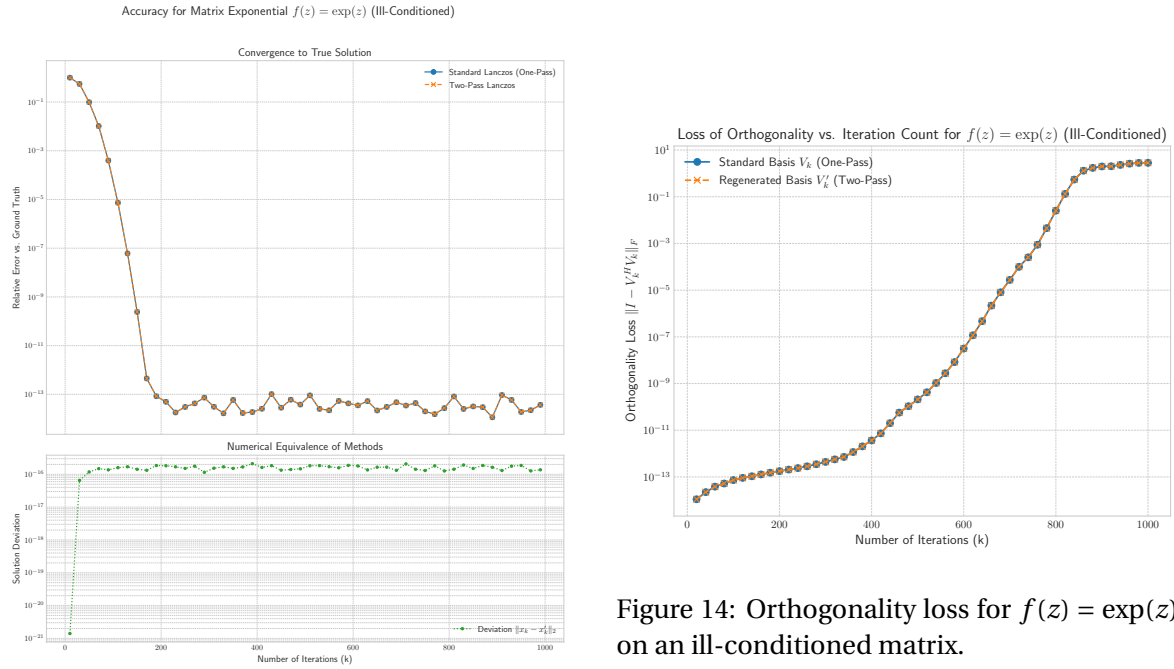 Accuracy for Matrix Exponential f(z) = exp(z) (Ill-Conditioned)
Convergence to True Solution
Standard Lanczos (One-Pass)
Two-Pass Lanczos
Relative Error vs. Ground Truth
10⁻¹
10⁻³
10⁻⁵
10⁻⁷
10⁻⁹
10⁻¹¹
10⁻¹³
Numerical Equivalence of Methods
Solution Deviation
10⁻¹⁶
10⁻¹⁷
10⁻¹⁸
10⁻¹⁹
10⁻²⁰
10⁻²¹
Deviation ‖x_k − x′_k‖₂
0 200 400 600 800 1000
Number of Iterations (k)
Loss of Orthogonality vs. Iteration Count for f(z) = exp(z) (Ill-Conditioned)
Standard Basis V_k (One-Pass)
Regenerated Basis V′_k (Two-Pass)
Orthogonality Loss ‖I − V_k^H V_k‖_F
10¹
10⁻¹
10⁻³
10⁻⁵
10⁻⁷
10⁻⁹
10⁻¹¹
10⁻¹³
0 200 400 600 800 1000
Number of Iterations (k)
Figure 14: Orthogonality loss for f(z) = exp(z)
on an ill-conditioned matrix.